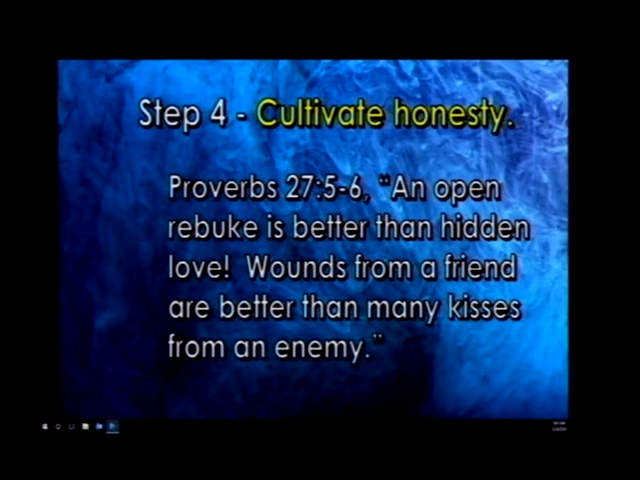 Step 4 - Cultivate honesty.
Proverbs 27:5-6, "An open
rebuke is better than hidden
love!  Wounds from a friend
are better than many kisses
from an enemy."